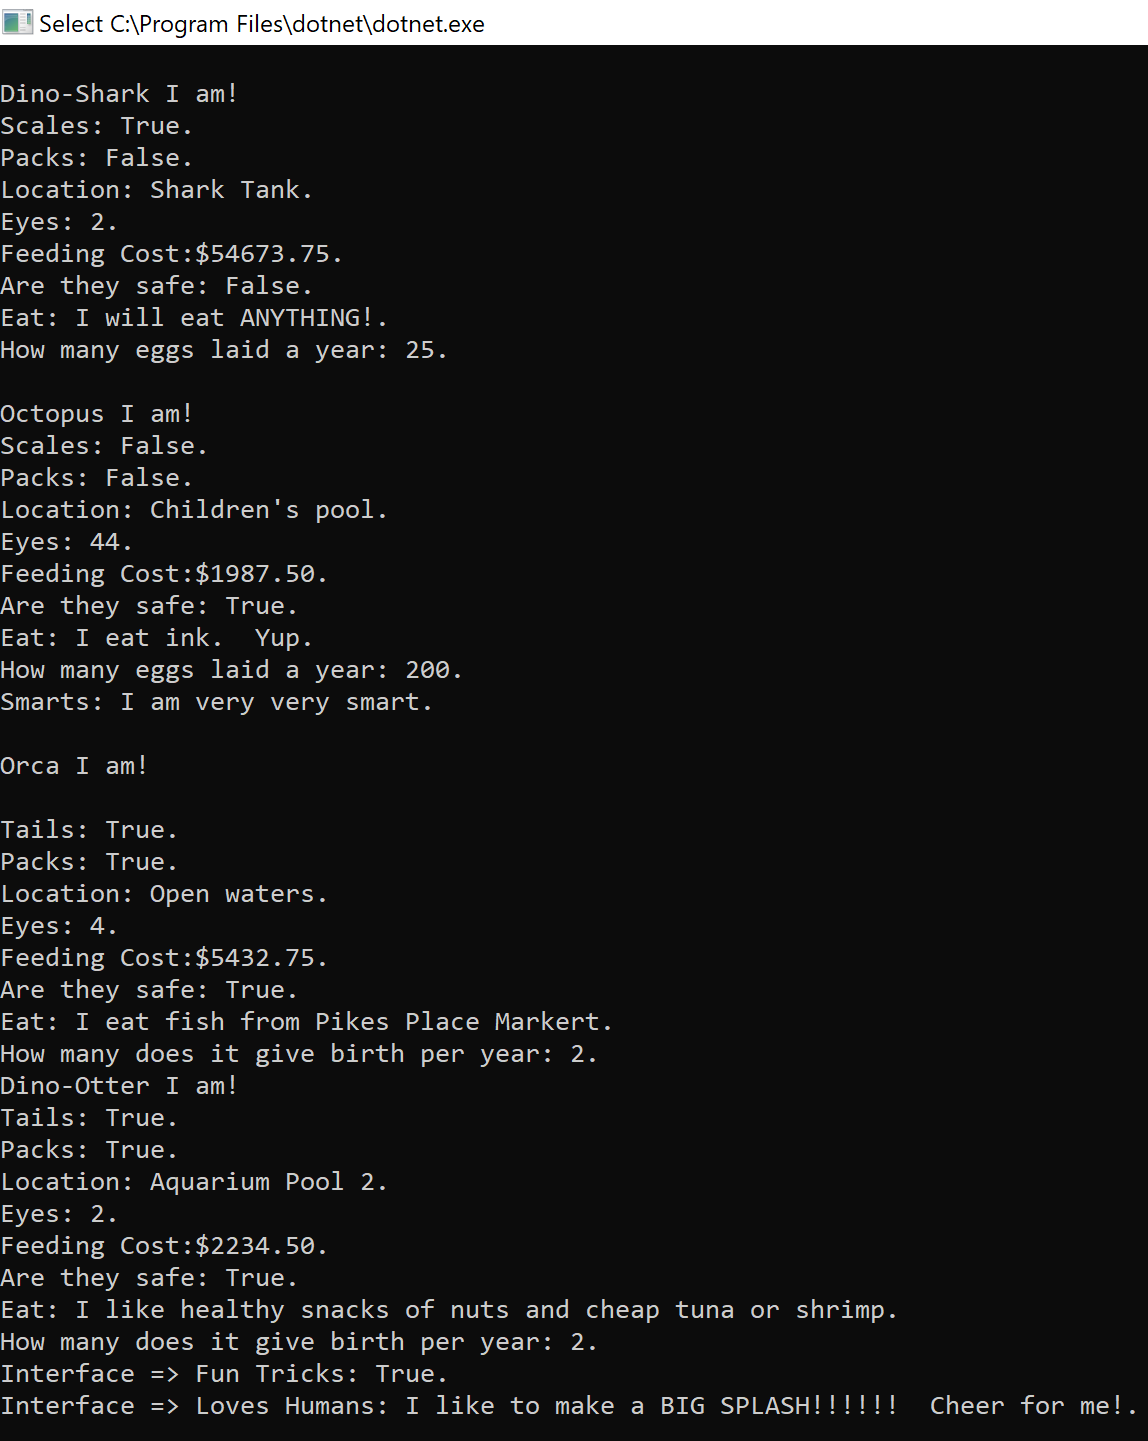 Select C:\Program Files\dotnet\dotnet.exe
Dino-Shark I am!
Scales: True.
Packs: False.
Location: Shark Tank.
Eyes: 2.
Feeding Cost:$54673.75.
Are they safe: False.
Eat: I will eat ANYTHING!.
How many eggs laid a year: 25.
Octopus I am!
Scales: False.
Packs: False.
Location: Children's pool.
Eyes: 44.
Feeding Cost:$1987.50.
Are they safe: True.
Eat: I eat ink.  Yup.
How many eggs laid a year: 200.
Smarts: I am very very smart.
Orca I am!
Tails: True.
Packs: True.
Location: Open waters.
Eyes: 4.
Feeding Cost:$5432.75.
Are they safe: True.
Eat: I eat fish from Pikes Place Markert.
How many does it give birth per year: 2.
Dino-Otter I am!
Tails: True.
Packs: True.
Location: Aquarium Pool 2.
Eyes: 2.
Feeding Cost:$2234.50.
Are they safe: True.
Eat: I like healthy snacks of nuts and cheap tuna or shrimp.
How many does it give birth per year: 2.
Interface => Fun Tricks: True.
Interface => Loves Humans: I like to make a BIG SPLASH!!!!!!  Cheer for me!.